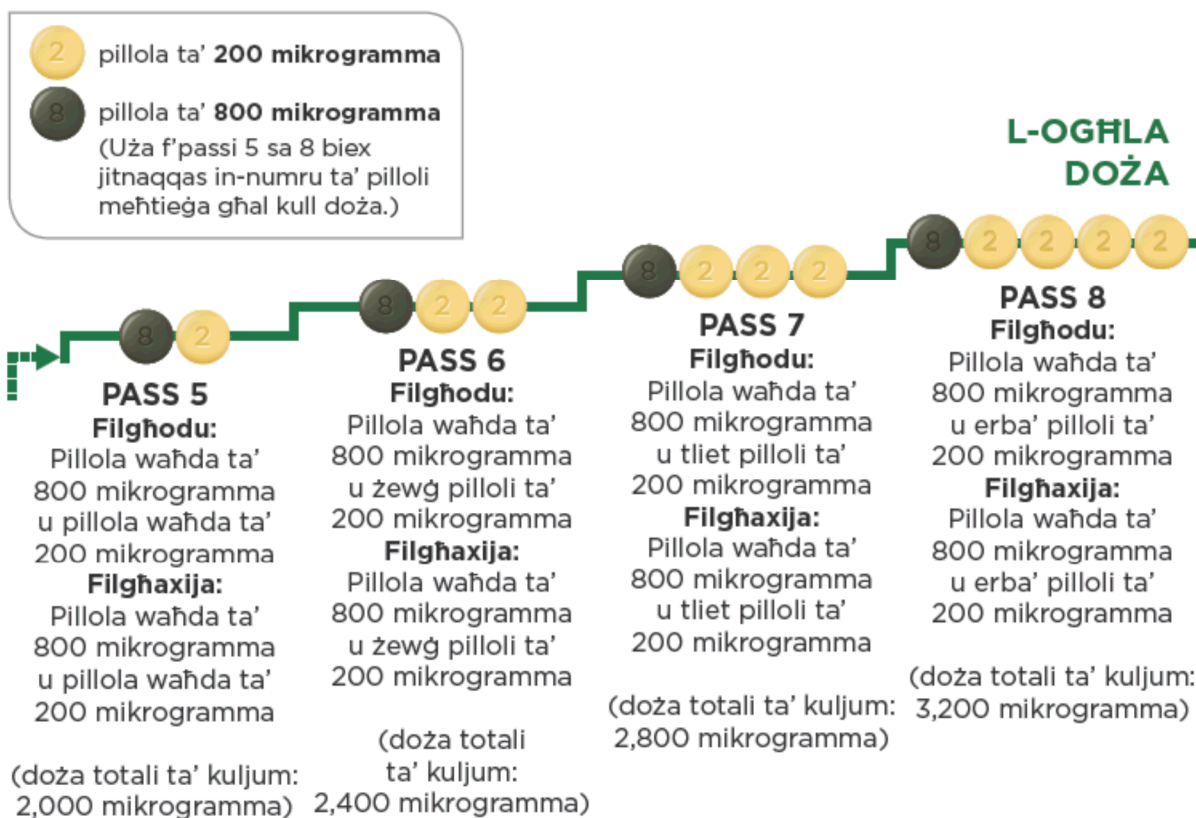 2 pillola ta’ 200 mikrogramma
8 pillola ta’ 800 mikrogramma
(Uża f’passi 5 sa 8 biex
jitnaqqas in-numru ta’ pilloli
meħtieġa għal kull doża.)
L-OGĦLA
DOŻA
8 2
PASS 5
Filgħodu:
Pillola waħda ta’
800 mikrogramma
u pillola waħda ta’
200 mikrogramma
Filgħaxija:
Pillola waħda ta’
800 mikrogramma
u pillola waħda ta’
200 mikrogramma
(doża totali ta’ kuljum:
2,000 mikrogramma)
8 2 2
PASS 6
Filgħodu:
Pillola waħda ta’
800 mikrogramma
u żewġ pilloli ta’
200 mikrogramma
Filgħaxija:
Pillola waħda ta’
800 mikrogramma
u żewġ pilloli ta’
200 mikrogramma
(doża totali
ta’ kuljum:
2,400 mikrogramma)
8 2 2 2
PASS 7
Filgħodu:
Pillola waħda ta’
800 mikrogramma
u tliet pilloli ta’
200 mikrogramma
Filgħaxija:
Pillola waħda ta’
800 mikrogramma
u tliet pilloli ta’
200 mikrogramma
(doża totali ta’ kuljum:
2,800 mikrogramma)
8 2 2 2 2
PASS 8
Filgħodu:
Pillola waħda ta’
800 mikrogramma
u erba’ pilloli ta’
200 mikrogramma
Filgħaxija:
Pillola waħda ta’
800 mikrogramma
u erba’ pilloli ta’
200 mikrogramma
(doża totali ta’ kuljum:
3,200 mikrogramma)